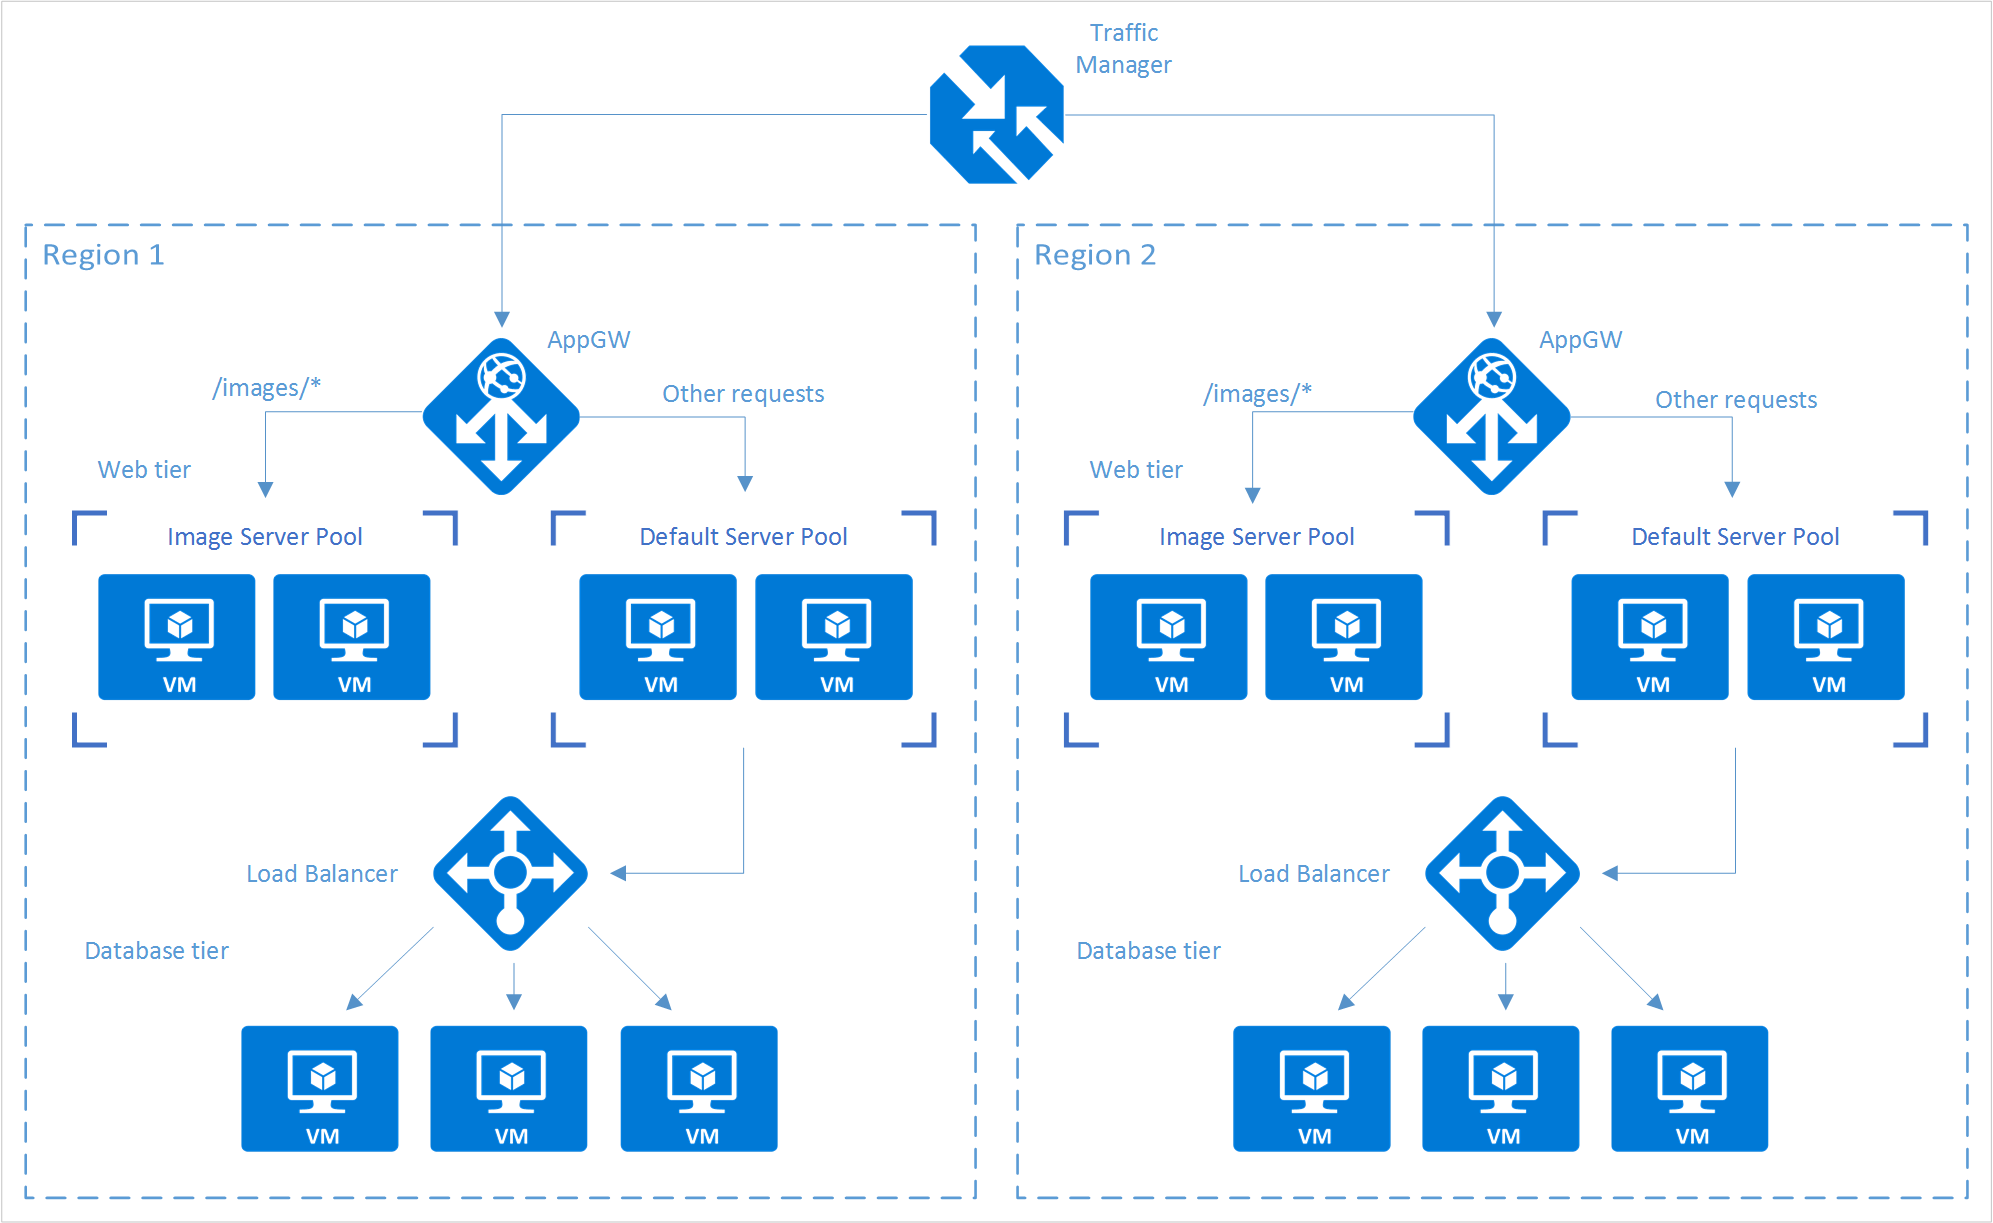 Traffic
Manager
Region 1
AppGW
/images/*
Other requests
Web tier
Image Server Pool
Default Server Pool
VM
VM
VM
VM
Load Balancer
Database tier
VM
VM
VM
Region 2
AppGW
/images/*
Other requests
Web tier
Image Server Pool
Default Server Pool
VM
VM
VM
VM
Load Balancer
Database tier
VM
VM
VM